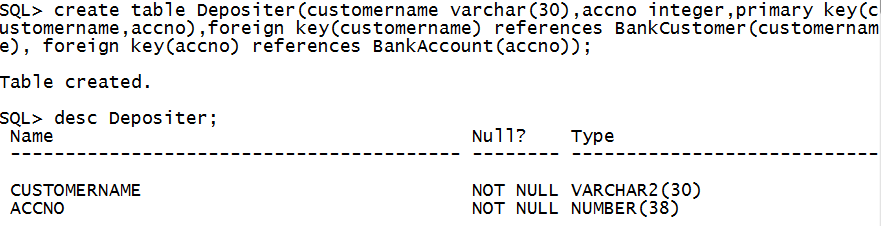 SQL> create table Depositer(customername varchar(30),accno integer,primary key(c
ustomername,accno),foreign key(customername) references BankCustomer(customernam
e), foreign key(accno) references BankAccount(accno));
Table created.
SQL> desc Depositer;
Name                                      Null?    Type
----------------------------------------- -------- ----------------------------
CUSTOMERNAME                              NOT NULL VARCHAR2(30)
ACCNO                                     NOT NULL NUMBER(38)